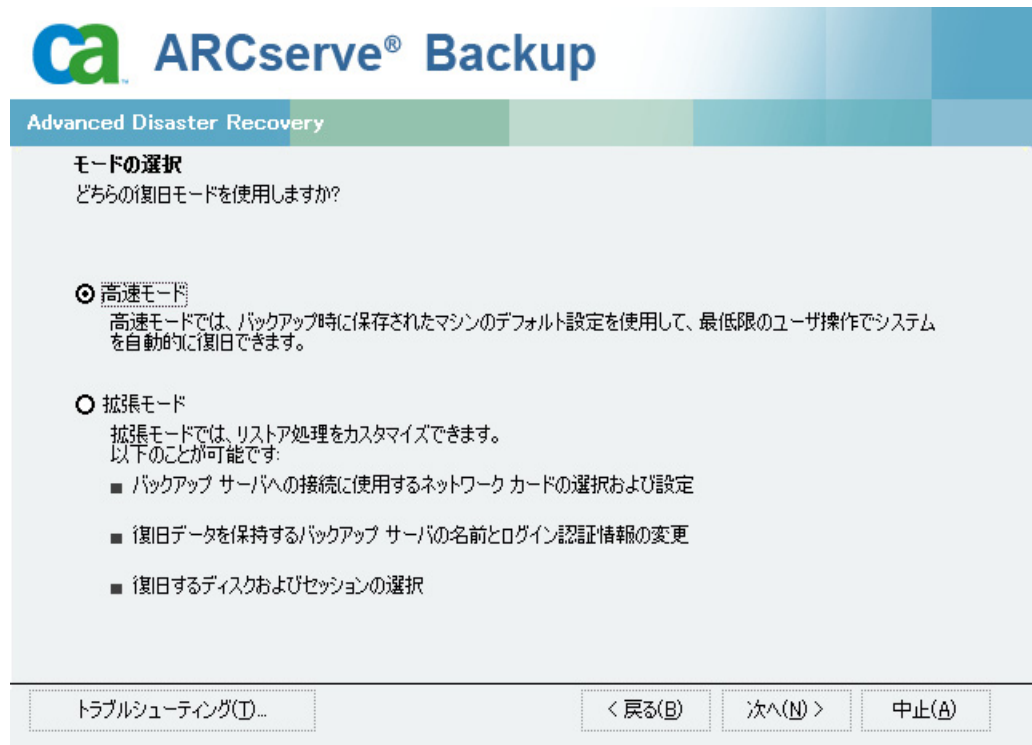 ca
ARCserve® Backup
Advanced Disaster Recovery
モードの選択
どちらの復旧モードを使用しますか?
高速モード
高速モードでは、バックアップ時に保存されたマシンのデフォルト設定を使用して、最低限のユーザ操作でシステム
を自動的に復旧できます。
拡張モード
拡張モードでは、リストア処理をカスタマイズできます。
以下のことが可能です:
■ バックアップ サーバへの接続に使用するネットワーク カードの選択および設定
■ 復旧データを保持するバックアップ サーバの名前とログイン認証情報の変更
■ 復旧するディスクおよびセッションの選択
トラブルシューティング(T)...
< 戻る(B)
次へ(N) >
中止(A)